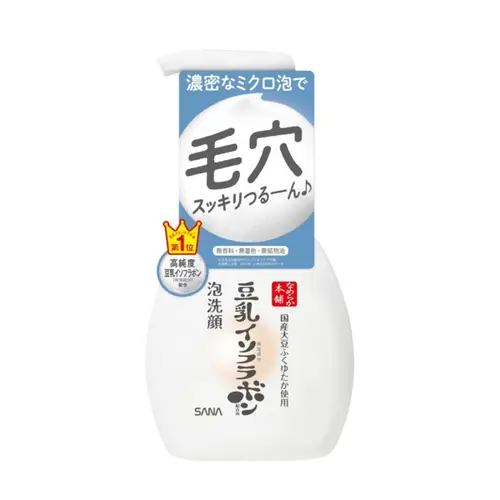 濃密なミクロ泡で
毛穴
スッキリつるーん♪
無香料・無着色・無鉱物油
第1位
高純度
豆乳イソフラボン
配合
なめらか
本舗
国産大豆ふくゆたか使用
豆乳イソフラボン
泡洗顔
SANA